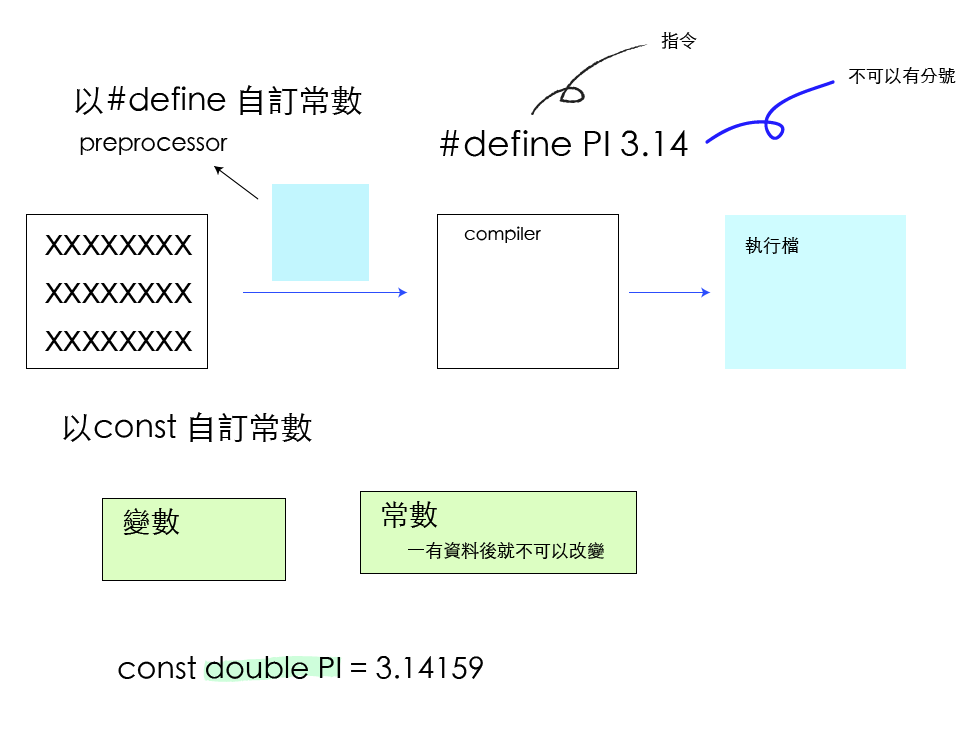 指令
不可以有分號
以#define 自訂常數
preprocessor
#define PI 3.14
XXXXXXXX
XXXXXXXX
XXXXXXXX
compiler
執行檔
以const 自訂常數
變數
常數
一有資料後就不可以改變
const double PI = 3.14159